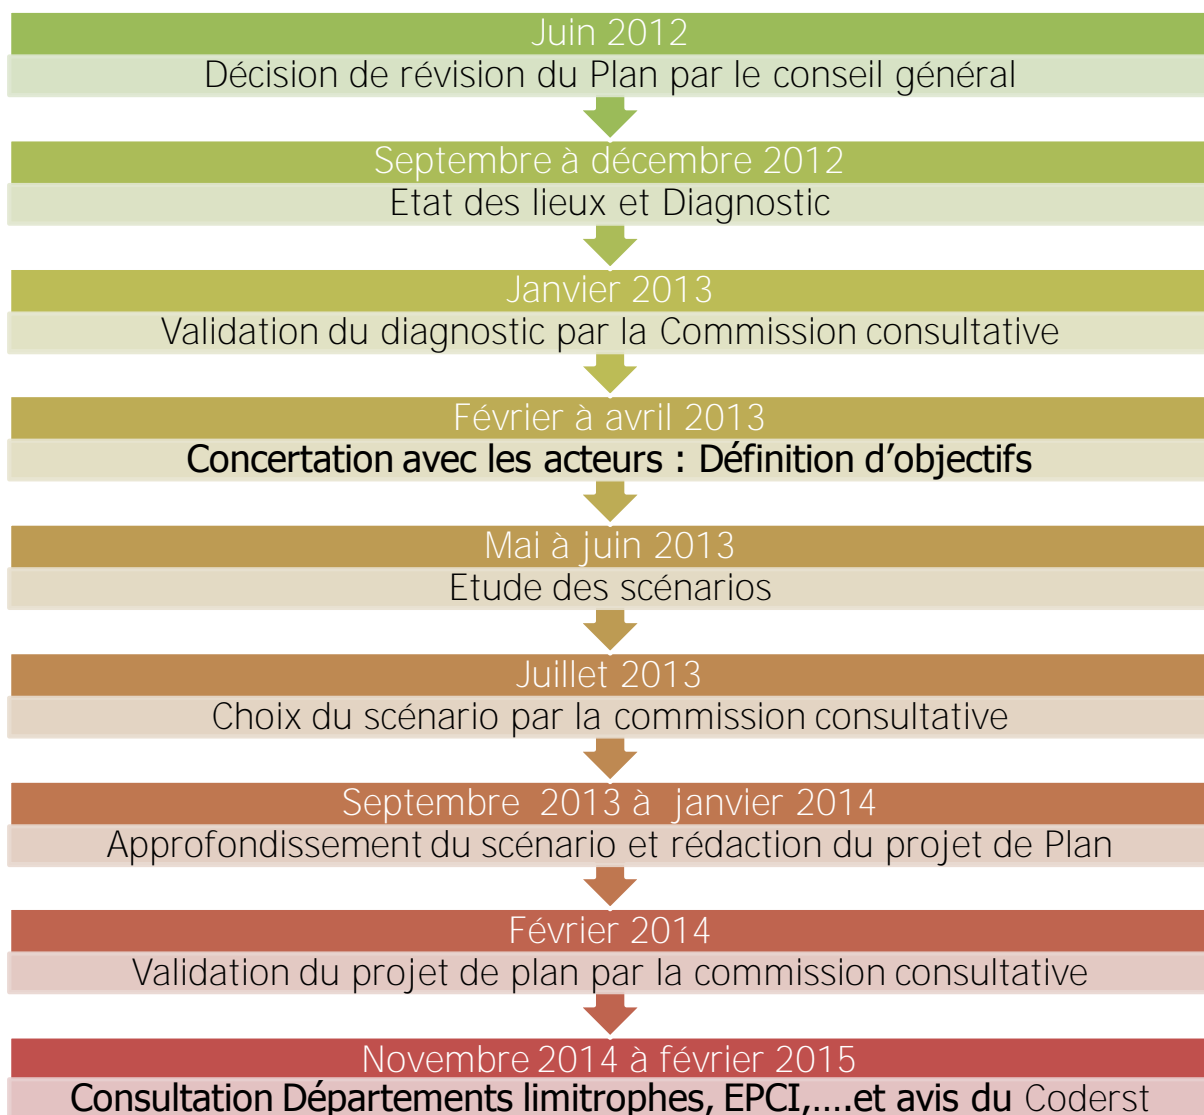 Juin 2012
Décision de révision du Plan par le conseil général
Septembre à décembre 2012
Etat des lieux et Diagnostic
Janvier 2013
Validation du diagnostic par la Commission consultative
Février à avril 2013
Concertation avec les acteurs : Définition d’objectifs
Mai à juin 2013
Etude des scénarios
Juillet 2013
Choix du scénario par la commission consultative
Septembre 2013 à janvier 2014
Approfondissement du scénario et rédaction du projet de Plan
Février 2014
Validation du projet de plan par la commission consultative
Novembre 2014 à février 2015
Consultation Départements limitrophes, EPCI,….et avis du Coderst